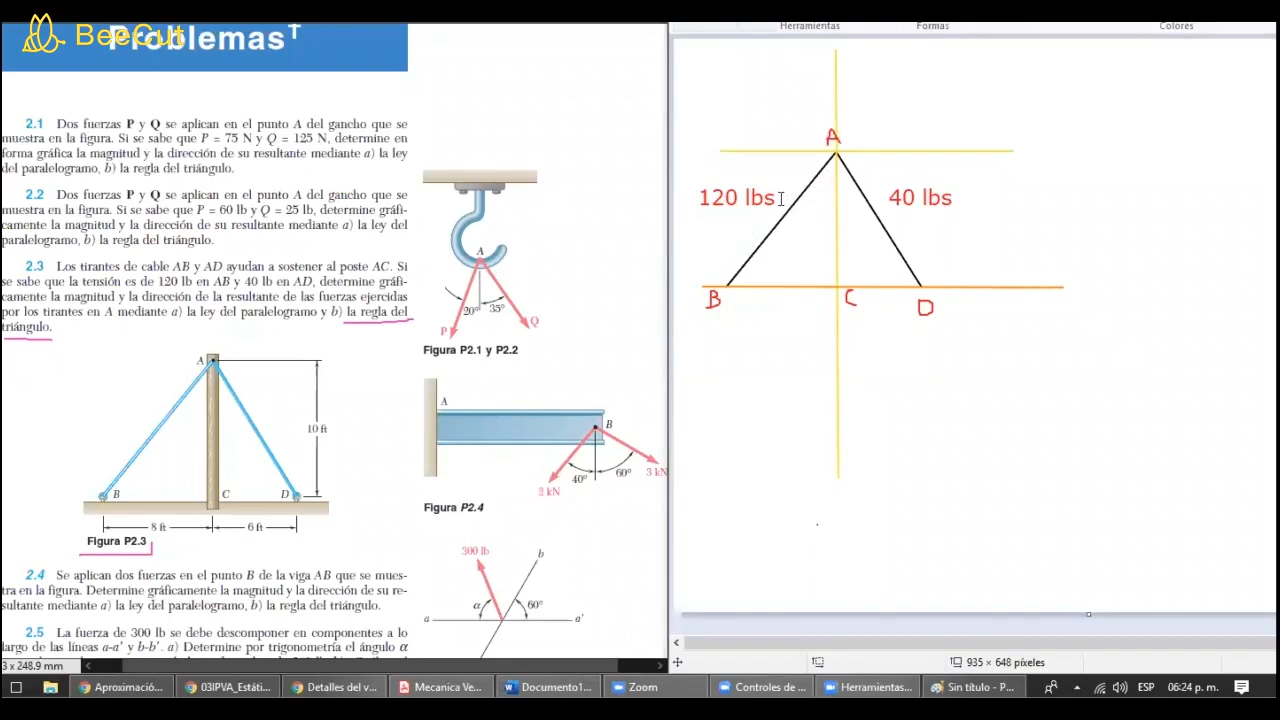 BeeCut
Problemas†
2.1 Dos fuerzas P y Q se aplican en el punto A del gancho que se
muestra en la figura. Si se sabe que P = 75 N y Q = 125 N, determine en
forma gráfica la magnitud y la dirección de su resultante mediante a) la ley
del paralelogramo, b) la regla del triángulo.
2.2 Dos fuerzas P y Q se aplican en el punto A del gancho que se
muestra en la figura. Si se sabe que P = 60 lb y Q = 25 lb, determine gráfi-
camente la magnitud y la dirección de su resultante mediante a) la ley del
paralelogramo, b) la regla del triángulo.
2.3 Los tirantes de cable AB y AD ayudan a sostener al poste AC. Si
se sabe que la tensión es de 120 lb en AB y 40 lb en AD, determine gráfi-
camente la magnitud y la dirección de la resultante de las fuerzas ejercidas
por los tirantes en A mediante a) la ley del paralelogramo y b) la regla del
triángulo.
A
10 ft
B
C
D
8 ft
6 ft
Figura P2.3
2.4 Se aplican dos fuerzas en el punto B de la viga AB que se mues-
tra en la figura. Determine gráficamente la magnitud y la dirección de su re-
sultante mediante a) la ley del paralelogramo, b) la regla del triángulo.
2.5 La fuerza de 300 lb se debe descomponer en componentes a lo
largo de las líneas a-a' y b-b'. a) Determine por trigonometría el ángulo α
A
20° 35°
P
Q
Figura P2.1 y P2.2
A
B
40° 60°
2 kN
3 kN
Figura P2.4
300 lb
b
α
60°
a
a'
Herramientas
Formas
Colores
A
120 lbs
40 lbs
B
C
D
3 x 248.9 mm
935 × 648 píxeles
Aproximació...
03IPVA_Estáti...
Detalles del v...
Mecanica Ve...
Documento1...
Zoom
Controles de ...
Herramientas...
Sin título - P...
ESP
06:24 p. m.